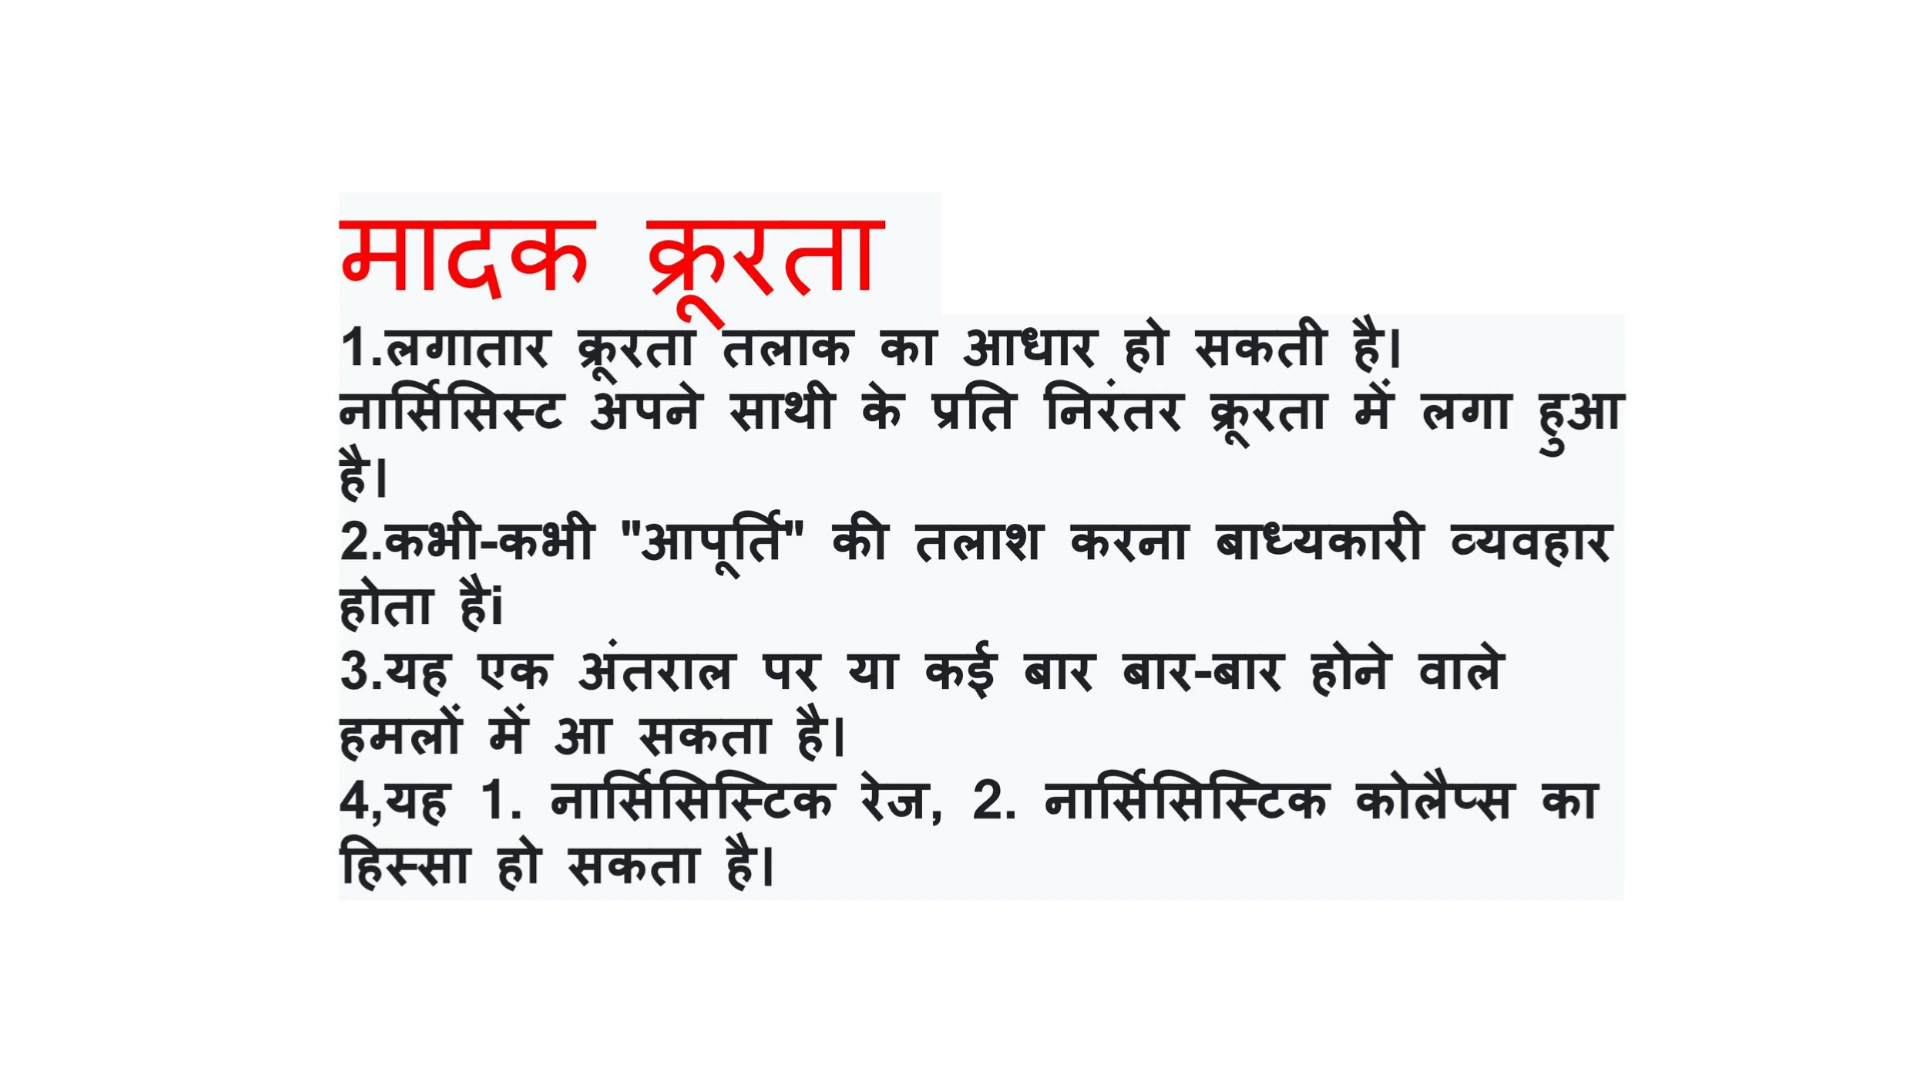 मादक क्रूरता
1.लगातार क्रूरता तलाक का आधार हो सकती है।
नार्सिसिस्ट अपने साथी के प्रति निरंतर क्रूरता में लगा हुआ
है।
2.कभी-कभी "आपूर्ति" की तलाश करना बाध्यकारी व्यवहार
होता हैi
3.यह एक अंतराल पर या कई बार बार-बार होने वाले
हमलों में आ सकता है।
4,यह 1. नार्सिसिस्टिक रेज, 2. नार्सिसिस्टिक कोलैप्स का
हिस्सा हो सकता है।